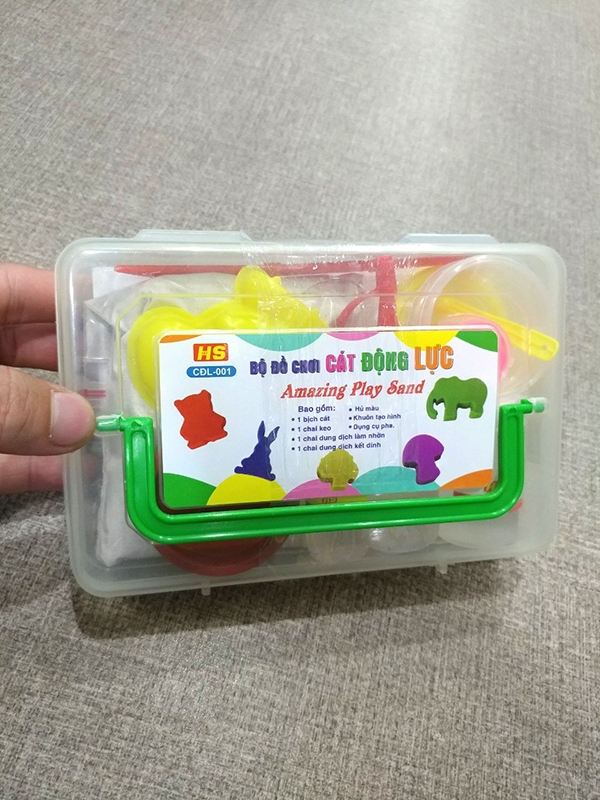 HS
CĐL-001
BỘ ĐỒ CHƠI CÁT ĐỘNG LỰC
Amazing Play Sand
Bao gồm:
• 1 bịch cát
• 1 chai keo
• 1 chai dung dịch làm nhờn
• 1 chai dung dịch kết dính
• Hủ màu
• Khuôn tạo hình
• Dụng cụ pha.